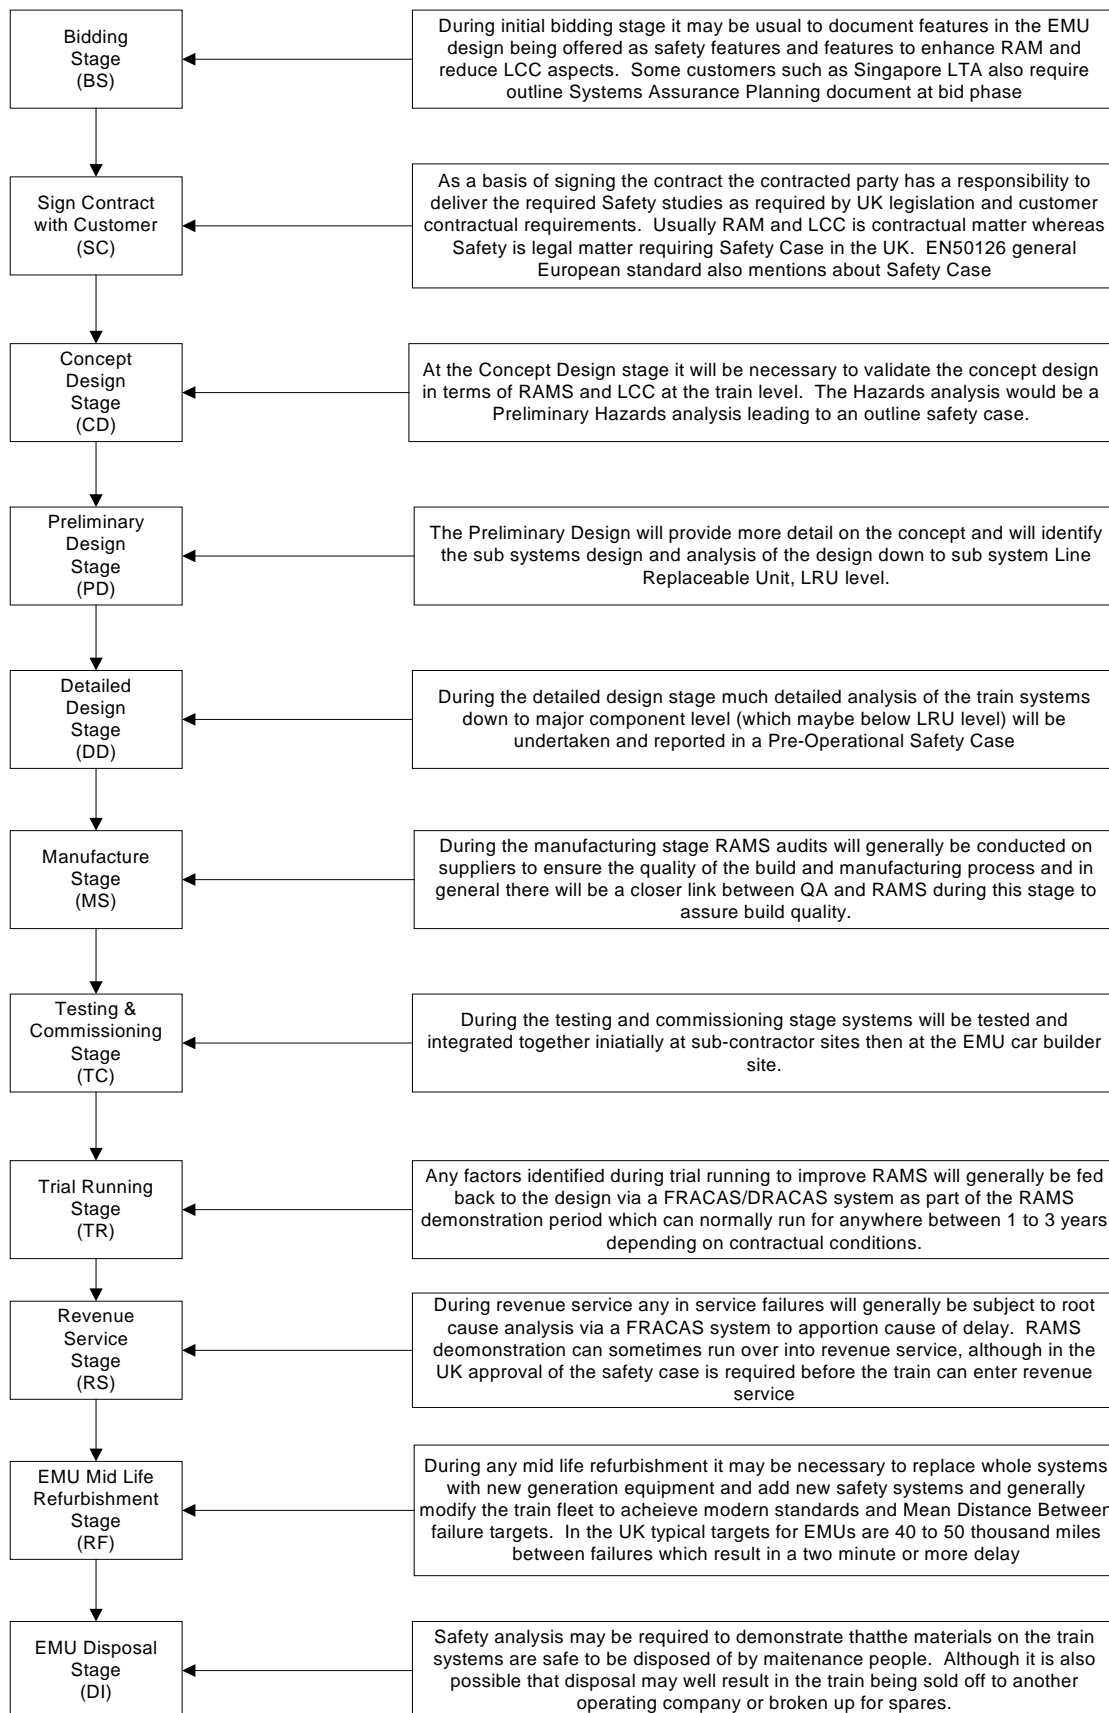 Bidding
Stage
(BS)
During initial bidding stage it may be usual to document features in the EMU
design being offered as safety features and features to enhance RAM and
reduce LCC aspects. Some customers such as Singapore LTA also require
outline Systems Assurance Planning document at bid phase
Sign Contract
with Customer
(SC)
As a basis of signing the contract the contracted party has a responsibility to
deliver the required Safety studies as required by UK legislation and customer
contractual requirements. Usually RAM and LCC is contractual matter whereas
Safety is legal matter requiring Safety Case in the UK. EN50126 general
European standard also mentions about Safety Case
Concept
Design
Stage
(CD)
At the Concept Design stage it will be necessary to validate the concept design
in terms of RAMS and LCC at the train level. The Hazards analysis would be a
Preliminary Hazards analysis leading to an outline safety case.
Preliminary
Design
Stage
(PD)
The Preliminary Design will provide more detail on the concept and will identify
the sub systems design and analysis of the design down to sub system Line
Replaceable Unit, LRU level.
Detailed
Design
Stage
(DD)
During the detailed design stage much detailed analysis of the train systems
down to major component level (which maybe below LRU level) will be
undertaken and reported in a Pre-Operational Safety Case
Manufacture
Stage
(MS)
During the manufacturing stage RAMS audits will generally be conducted on
suppliers to ensure the quality of the build and manufacturing process and in
general there will be a closer link between QA and RAMS during this stage to
assure build quality.
Testing &
Commissioning
Stage
(TC)
During the testing and commissioning stage systems will be tested and
integrated together iniatially at sub-contractor sites then at the EMU car builder
site.
Trial Running
Stage
(TR)
Any factors identified during trial running to improve RAMS will generally be fed
back to the design via a FRACAS/DRACAS system as part of the RAMS
demonstration period which can normally run for anywhere between 1 to 3 years
depending on contractual conditions.
Revenue
Service
Stage
(RS)
During revenue service any in service failures will generally be subject to root
cause analysis via a FRACAS system to apportion cause of delay. RAMS
deomonstration can sometimes run over into revenue service, although in the
UK approval of the safety case is required before the train can enter revenue
service
EMU Mid Life
Refurbishment
Stage
(RF)
During any mid life refurbishment it may be necessary to replace whole systems
with new generation equipment and add new safety systems and generally
modify the train fleet to acheieve modern standards and Mean Distance Between
failure targets. In the UK typical targets for EMUs are 40 to 50 thousand miles
between failures which result in a two minute or more delay
EMU Disposal
Stage
(DI)
Safety analysis may be required to demonstrate thatthe materials on the train
systems are safe to be disposed of by maitenance people. Although it is also
possible that disposal may well result in the train being sold off to another
operating company or broken up for spares.